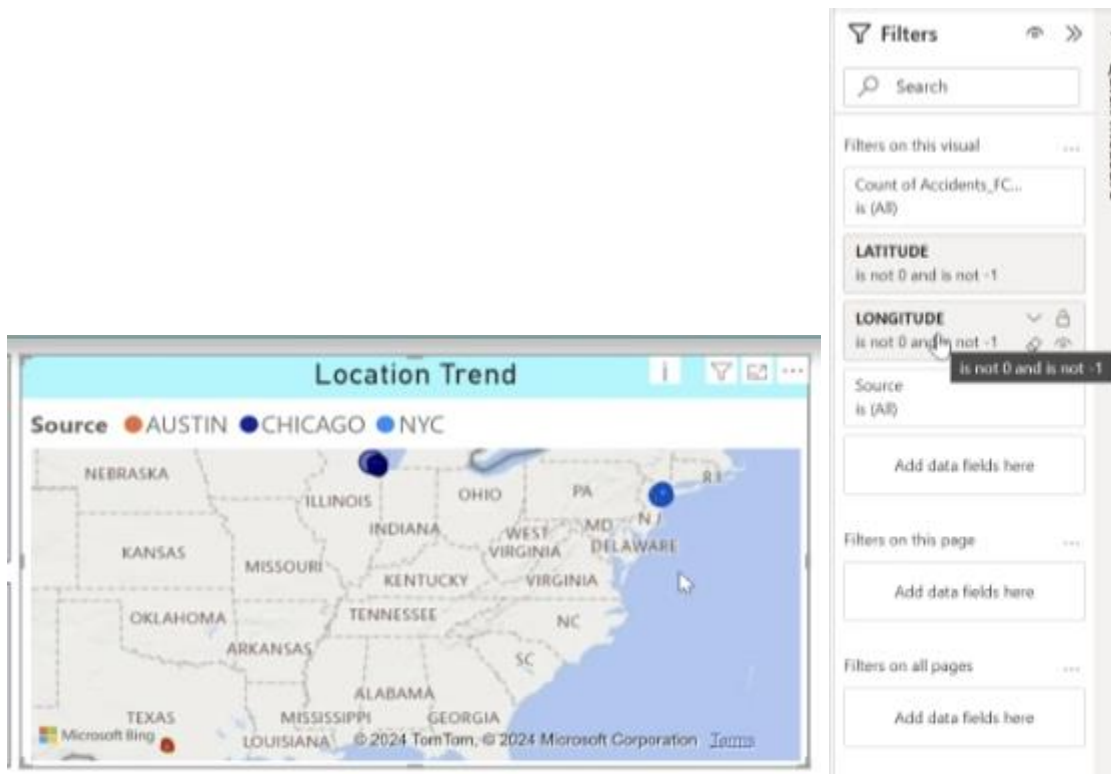 Filters
Search
Filters on this visual
Count of Accidents_FC...
is (All)
LATITUDE
is not 0 and is not -1
LONGITUDE
is not 0 and is not -1
is not 0 and is not -1
Source
is (All)
Add data fields here
Filters on this page
Add data fields here
Filters on all pages
Add data fields here
Location Trend
Source AUSTIN CHICAGO NYC
NEBRASKA
ILLINOIS
OHIO
PA
RI
INDIANA
WEST VIRGINIA
MD
NJ
DELAWARE
KANSAS
MISSOURI
KENTUCKY
VIRGINIA
OKLAHOMA
TENNESSEE
NC
ARKANSAS
SC
ALABAMA
TEXAS
MISSISSIPPI
GEORGIA
Microsoft Bing
LOUISIANA
© 2024 TomTom, © 2024 Microsoft Corporation Terms